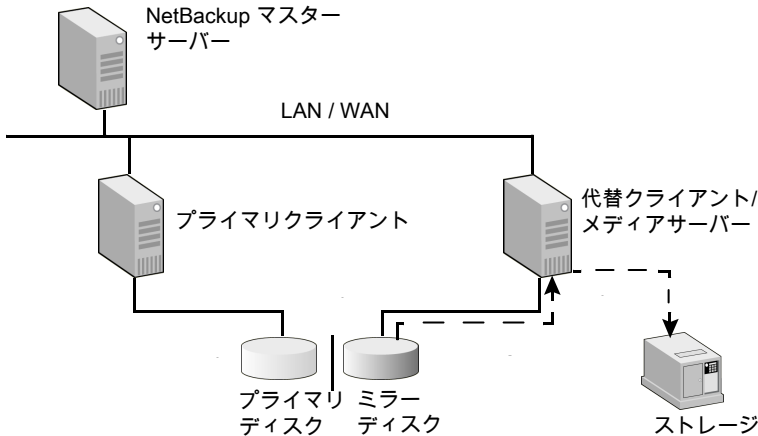 NetBackup マスター
サーバー
LAN / WAN
プライマリクライアント
代替クライアント/
メディアサーバー
プライマリ
ディスク
ミラー
ディスク
ストレージ